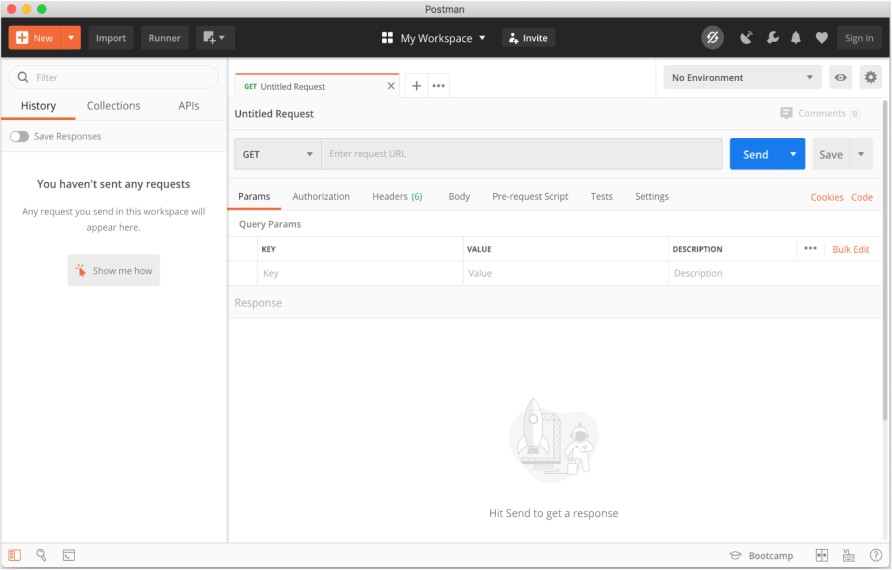 Postman
New
Import
Runner
My Workspace
Invite
Sign In
Filter
History Collections APIs
Save Responses
You haven't sent any requests
Any request you send in this workspace will
appear here.
Show me how
GET Untitled Request
No Environment
Untitled Request
Comments 0
GET
Enter request URL
Send
Save
Params Authorization Headers (6) Body Pre-request Script Tests Settings Cookies Code
Query Params
KEY VALUE DESCRIPTION Bulk Edit
Key Value Description
Response
Hit Send to get a response
Bootcamp